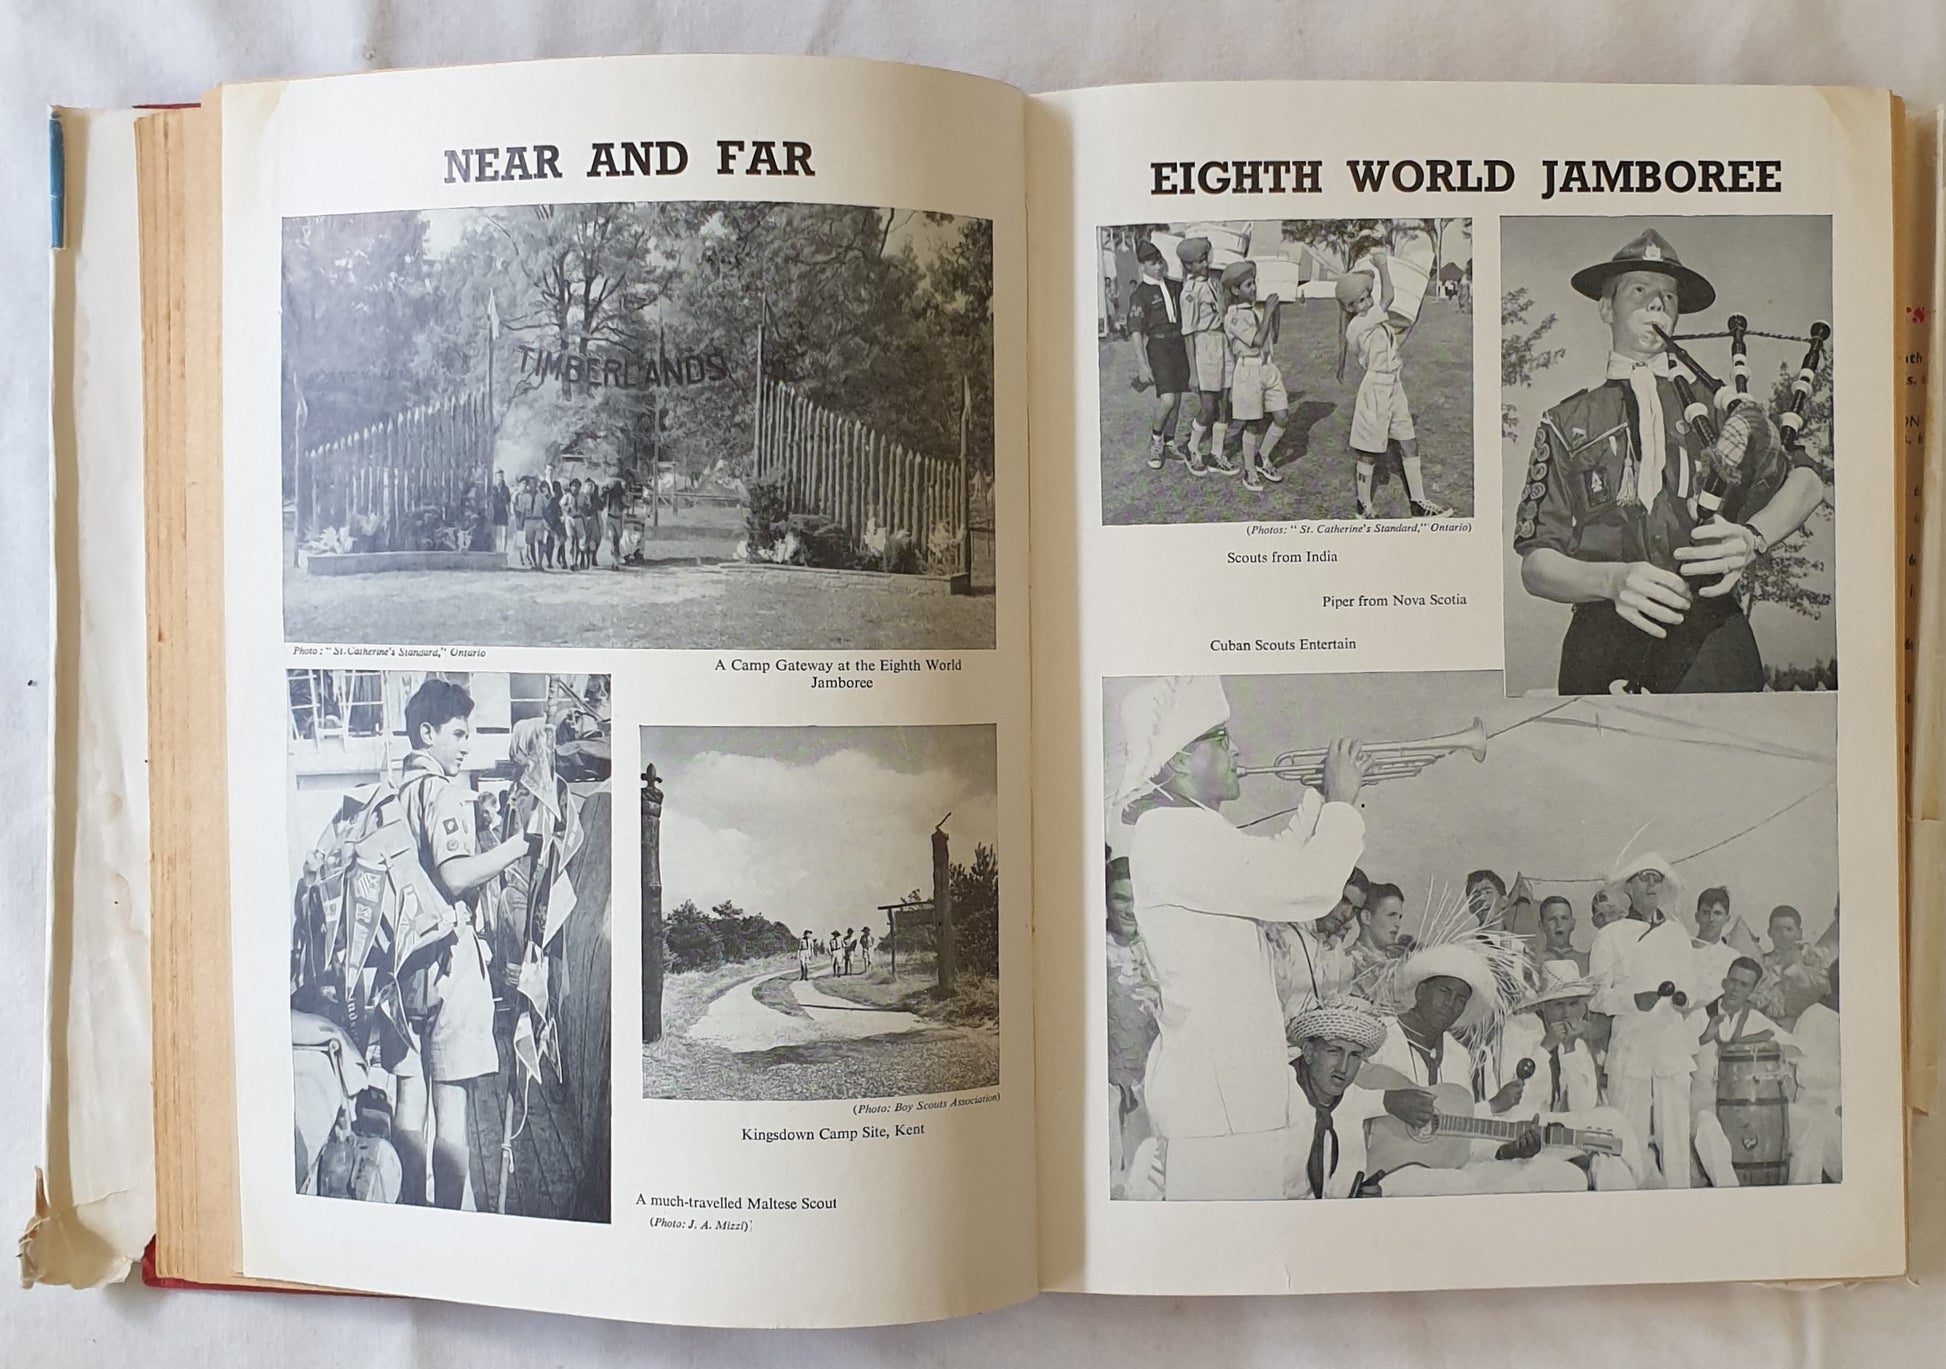 NEAR AND FAR
TIMBERLANDS
Photo: "St. Catherine's Standard," Ontario
A Camp Gateway at the Eighth World
Jamboree
(Photo: Boy Scouts Association)
Kingsdown Camp Site, Kent
A much-travelled Maltese Scout
(Photo: J. A. Mizzi)
EIGHTH WORLD JAMBOREE
(Photos: "St. Catherine's Standard," Ontario)
Scouts from India
Piper from Nova Scotia
Cuban Scouts Entertain